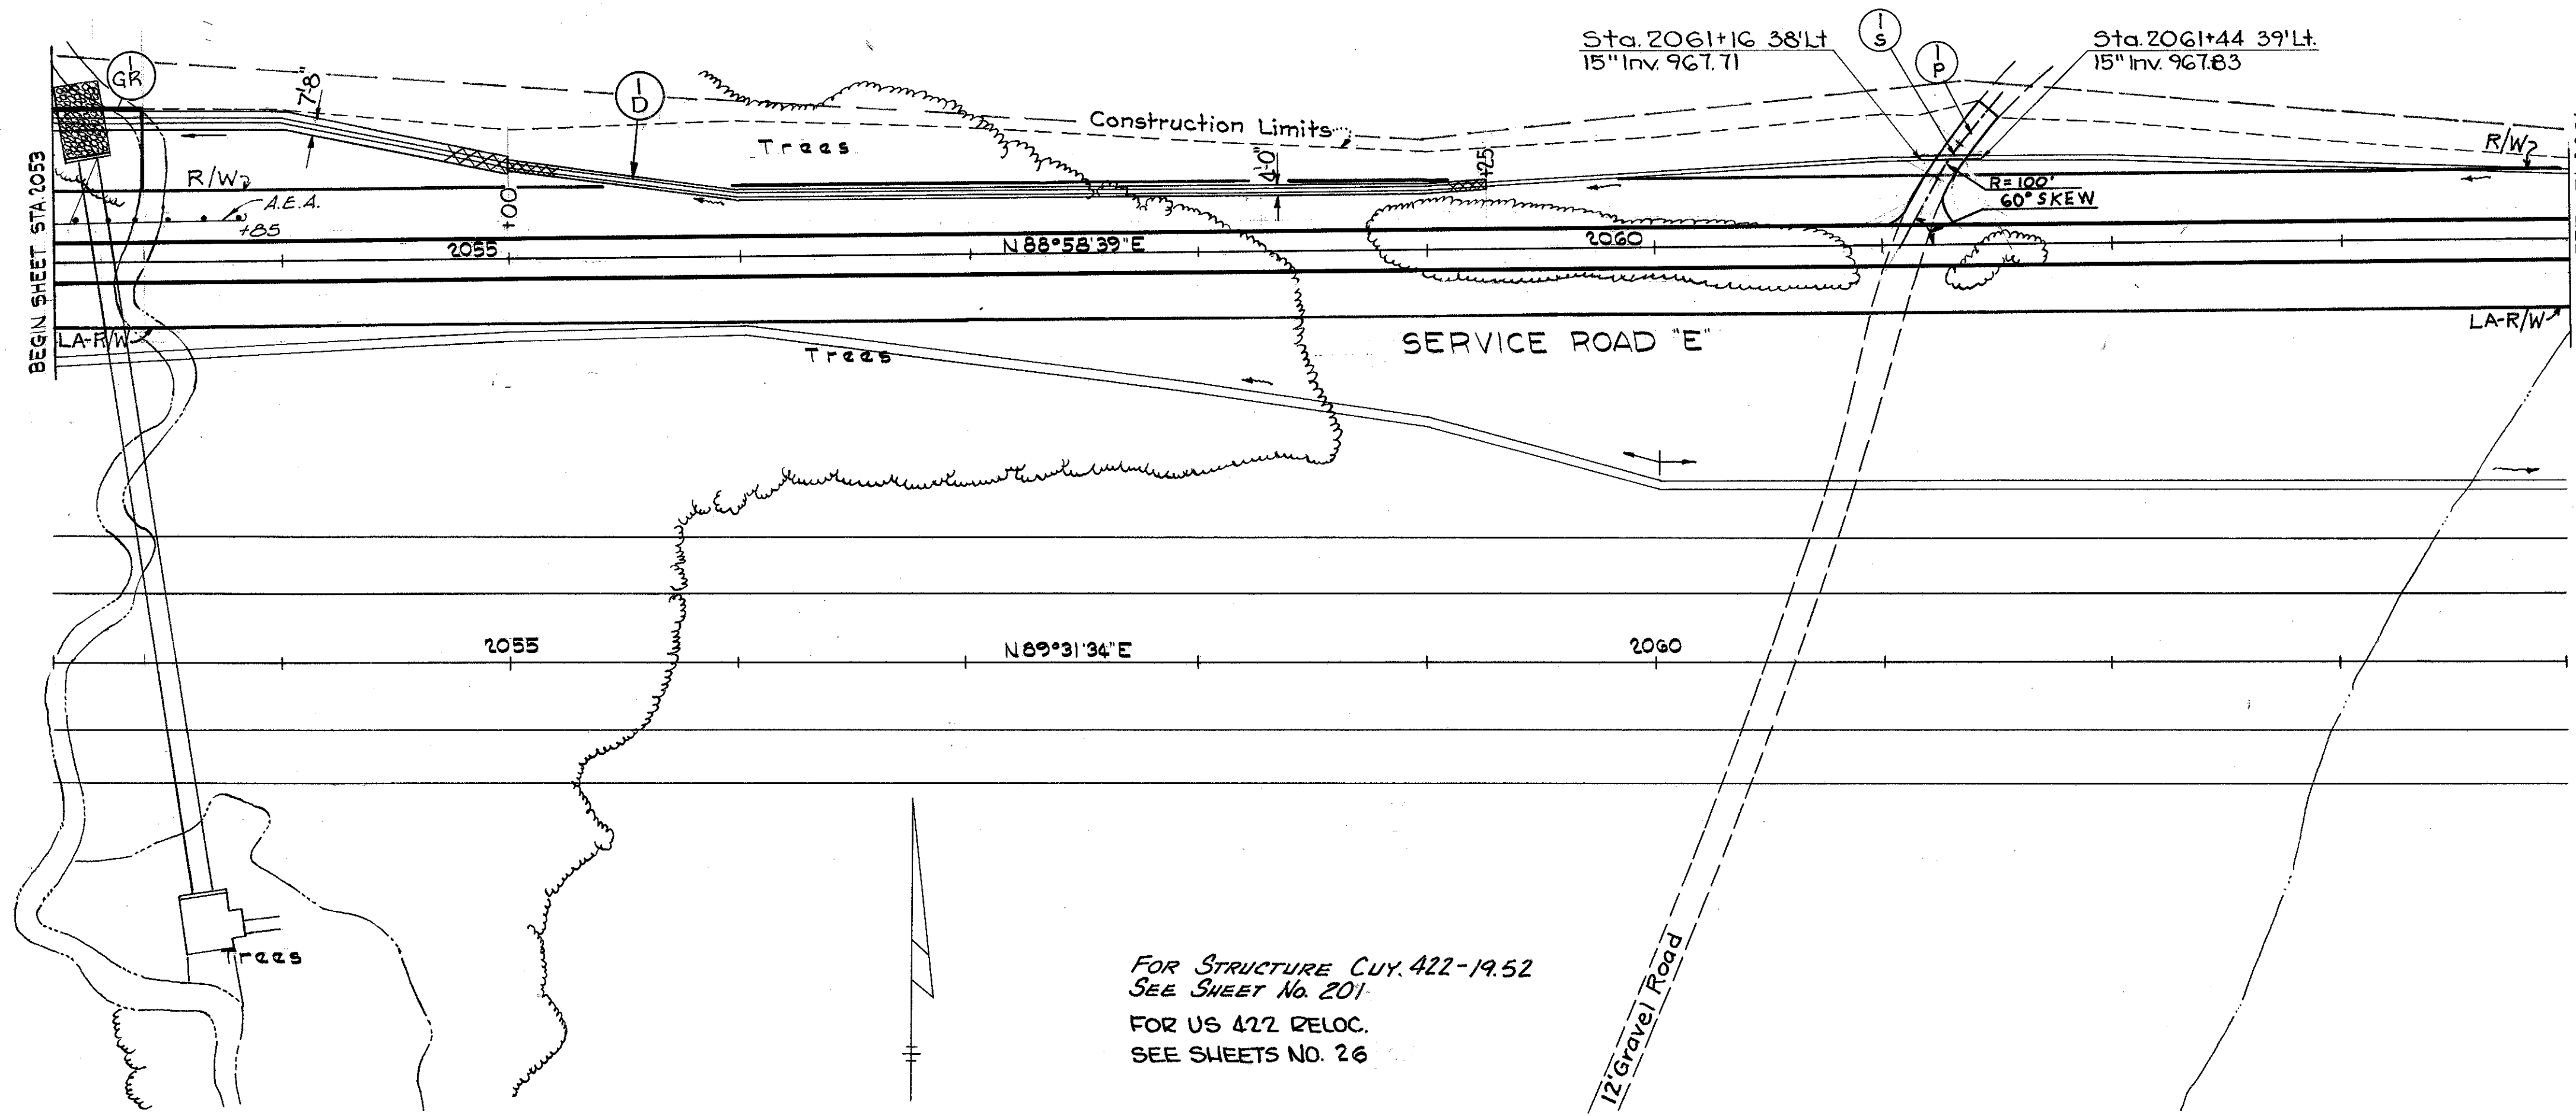 Sta. 2061+16 38'Lt
15" Inv. 967.71
1
S
1
P
Sta. 2061+44 39'Lt.
15" Inv. 967.83
1
GR
7'-8"
1
D
Construction Limits
Trees
R/W
R/W
4'-0"
+25
R=100'
60° SKEW
A.E.A.
+85
+00
BEGIN SHEET STA. 2053
2055
N 88°58'39"E
2060
LA-R/W
LA-R/W
Trees
SERVICE ROAD "E"
2055
N 89°31'34"E
2060
Trees
FOR STRUCTURE CUY. 422-19.52
SEE SHEET No. 201
FOR US 422 RELOC.
SEE SHEETS NO. 26
12' Gravel Road